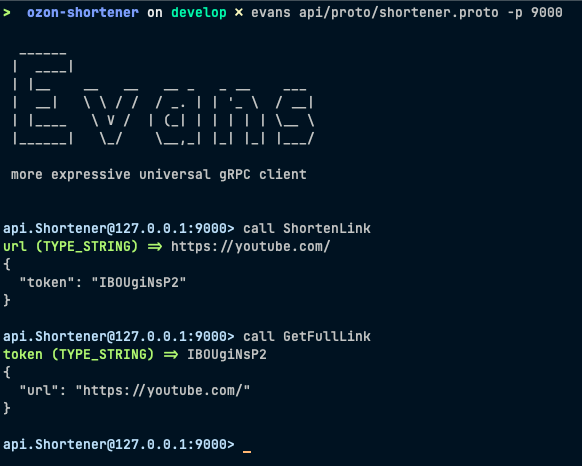 > ozon-shortener on develop × evans api/proto/shortener.proto -p 9000
  ______
 |  ____|
 | |__    __   __   __ _   _ __    ___
 |  __|   \ \ / /  / _. | | '_ \  / __|
 | |____   \ V /  | (_| | | | | | \__ \
 |______|   \_/    \__,_| |_| |_| |___/
 more expressive universal gRPC client
api.Shortener@127.0.0.1:9000> call ShortenLink
url (TYPE_STRING) => https://youtube.com/
{
  "token": "IBOUgiNsP2"
}
api.Shortener@127.0.0.1:9000> call GetFullLink
token (TYPE_STRING) => IBOUgiNsP2
{
  "url": "https://youtube.com/"
}
api.Shortener@127.0.0.1:9000> _